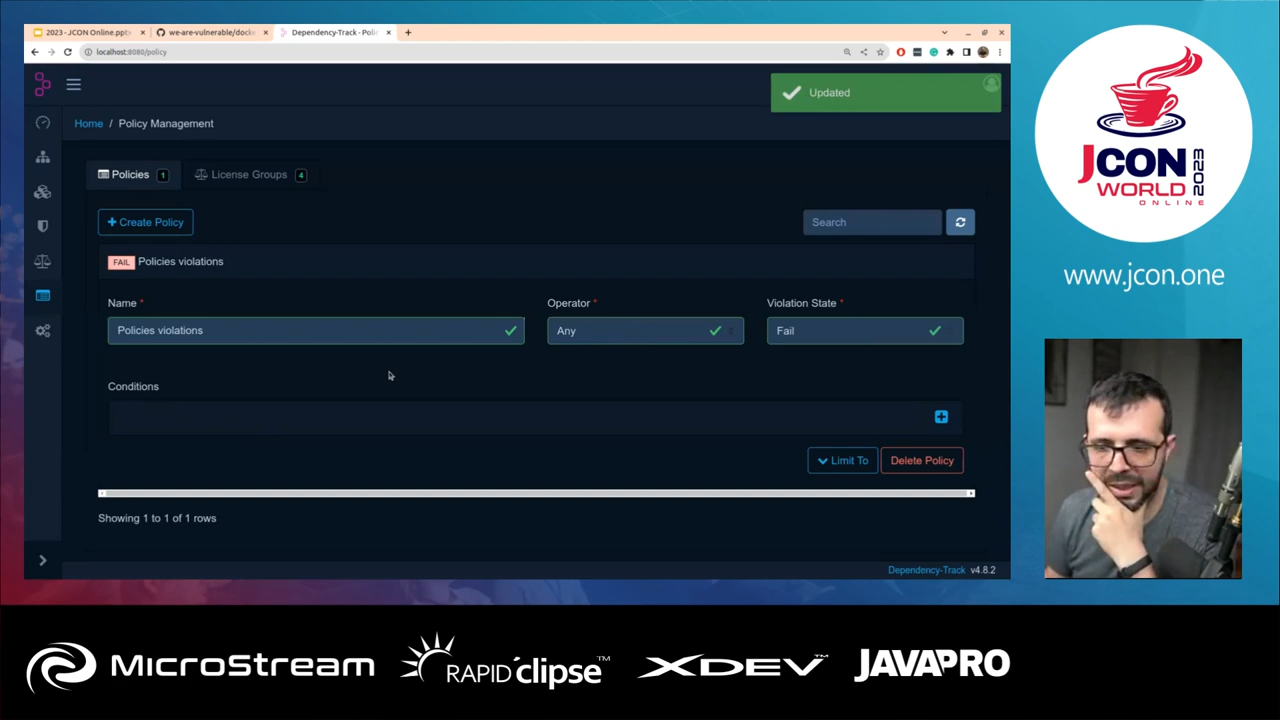 2023 - JCON Online.pptx
we-are-vulnerable/docke
Dependency-Track - Poli
localhost:8080/policy
Updated
Home / Policy Management
Policies 1
License Groups 4
Create Policy
Search
FAIL Policies violations
Name *
Operator *
Violation State *
Policies violations
Any
Fail
Conditions
Limit To
Delete Policy
Showing 1 to 1 of 1 rows
Dependency-Track v4.8.2
JCON
WORLD
ONLINE
2023
www.jcon.one
MICROSTREAM
RAPID'clipse™
XDEV™
JAVAPRO